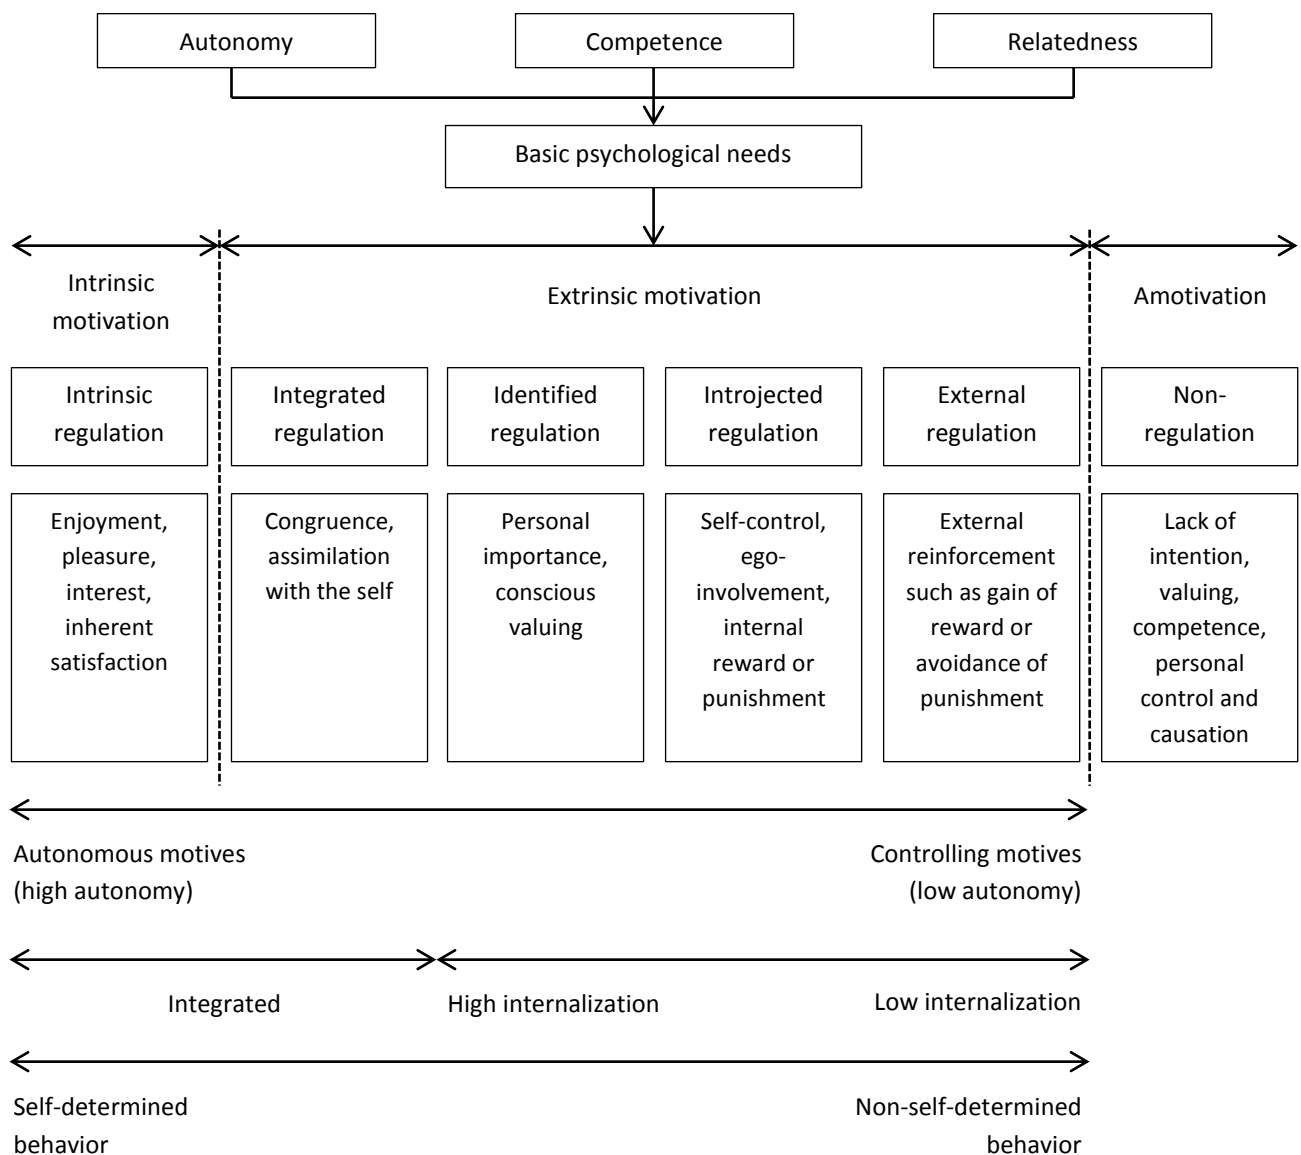 Autonomy
Competence
Relatedness
Basic psychological needs
Intrinsic
motivation
Extrinsic motivation
Amotivation
Intrinsic
regulation
Integrated
regulation
Identified
regulation
Introjected
regulation
External
regulation
Non-
regulation
Enjoyment,
pleasure,
interest,
inherent
satisfaction
Congruence,
assimilation
with the self
Personal
importance,
conscious
valuing
Self-control,
ego-
involvement,
internal
reward or
punishment
External
reinforcement
such as gain of
reward or
avoidance of
punishment
Lack of
intention,
valuing,
competence,
personal
control and
causation
Autonomous motives
(high autonomy)
Controlling motives
(low autonomy)
Integrated
High internalization
Low internalization
Self-determined
behavior
Non-self-determined
behavior